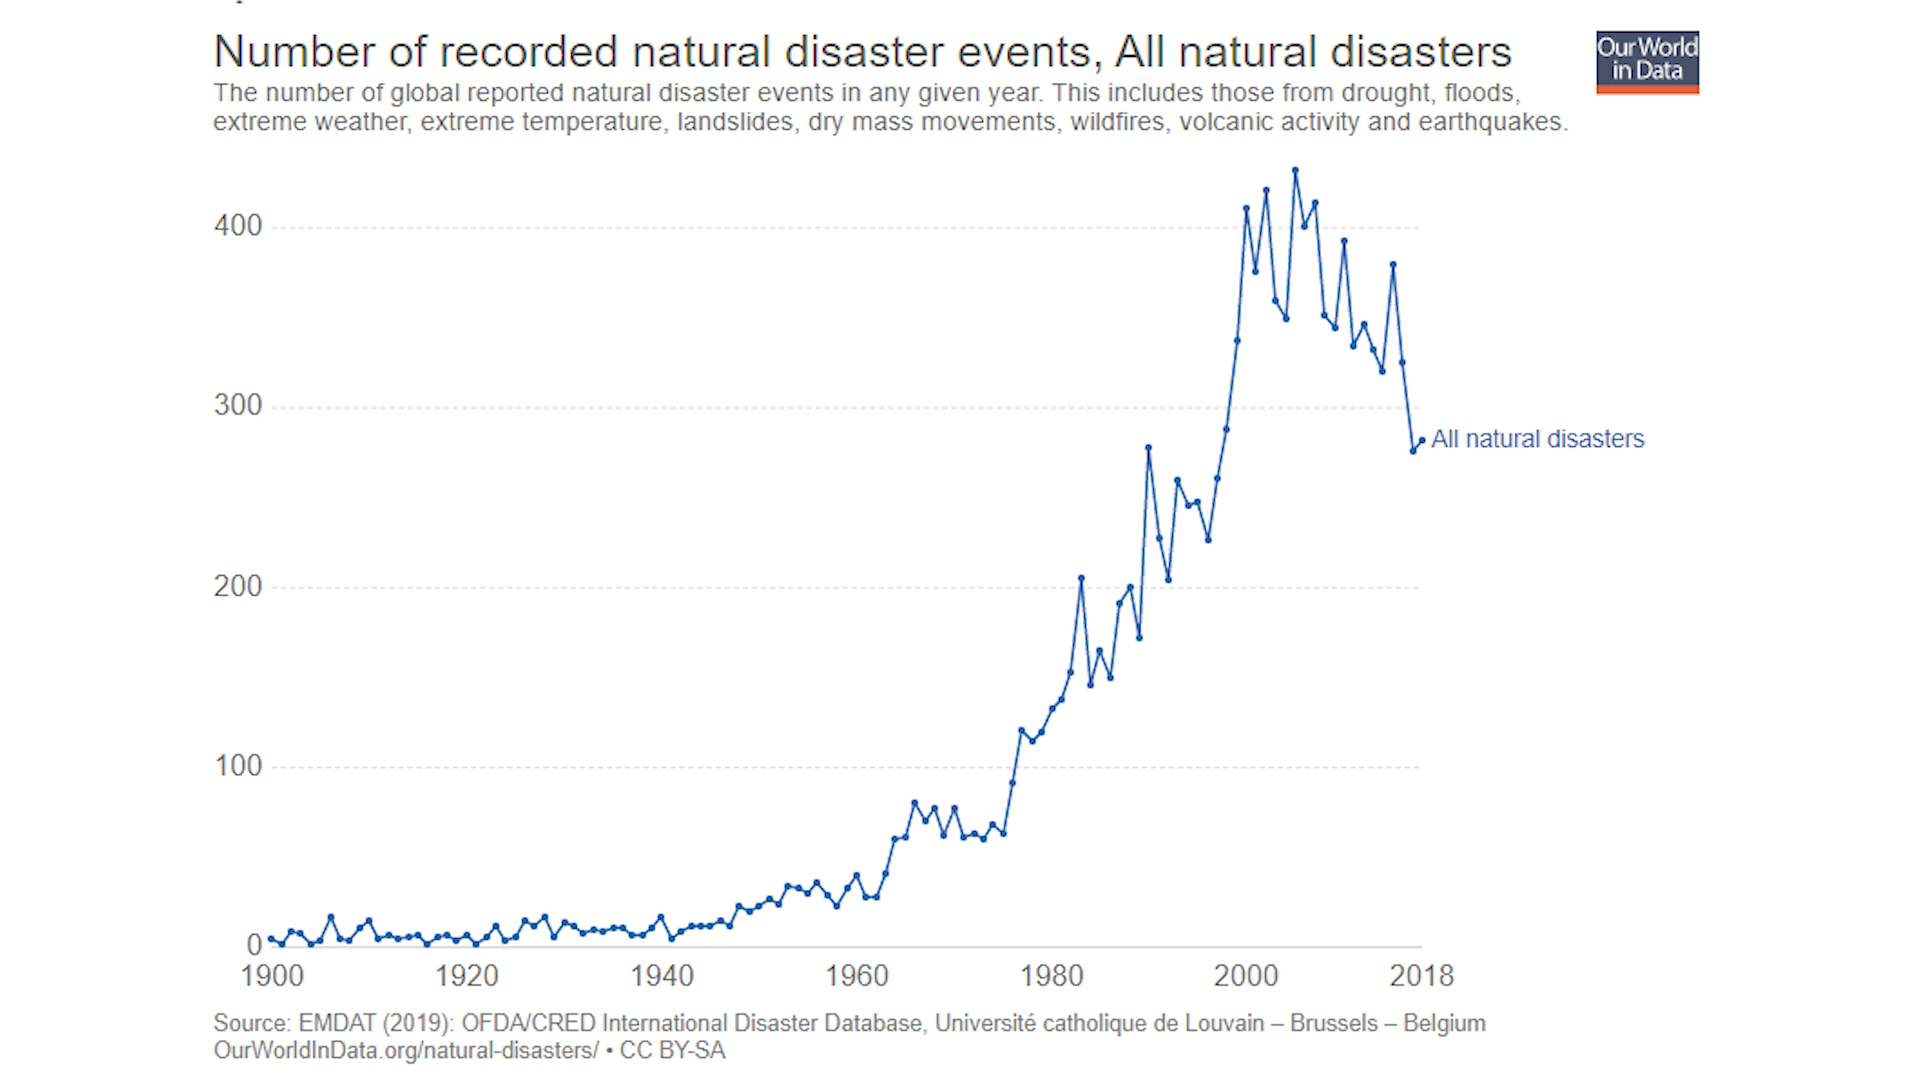 Number of recorded natural disaster events, All natural disasters
Our World
in Data
The number of global reported natural disaster events in any given year. This includes those from drought, floods,
extreme weather, extreme temperature, landslides, dry mass movements, wildfires, volcanic activity and earthquakes.
400
300
All natural disasters
200
100
0
1900 1920 1940 1960 1980 2000 2018
Source: EMDAT (2019): OFDA/CRED International Disaster Database, Université catholique de Louvain – Brussels – Belgium
OurWorldInData.org/natural-disasters/ • CC BY-SA